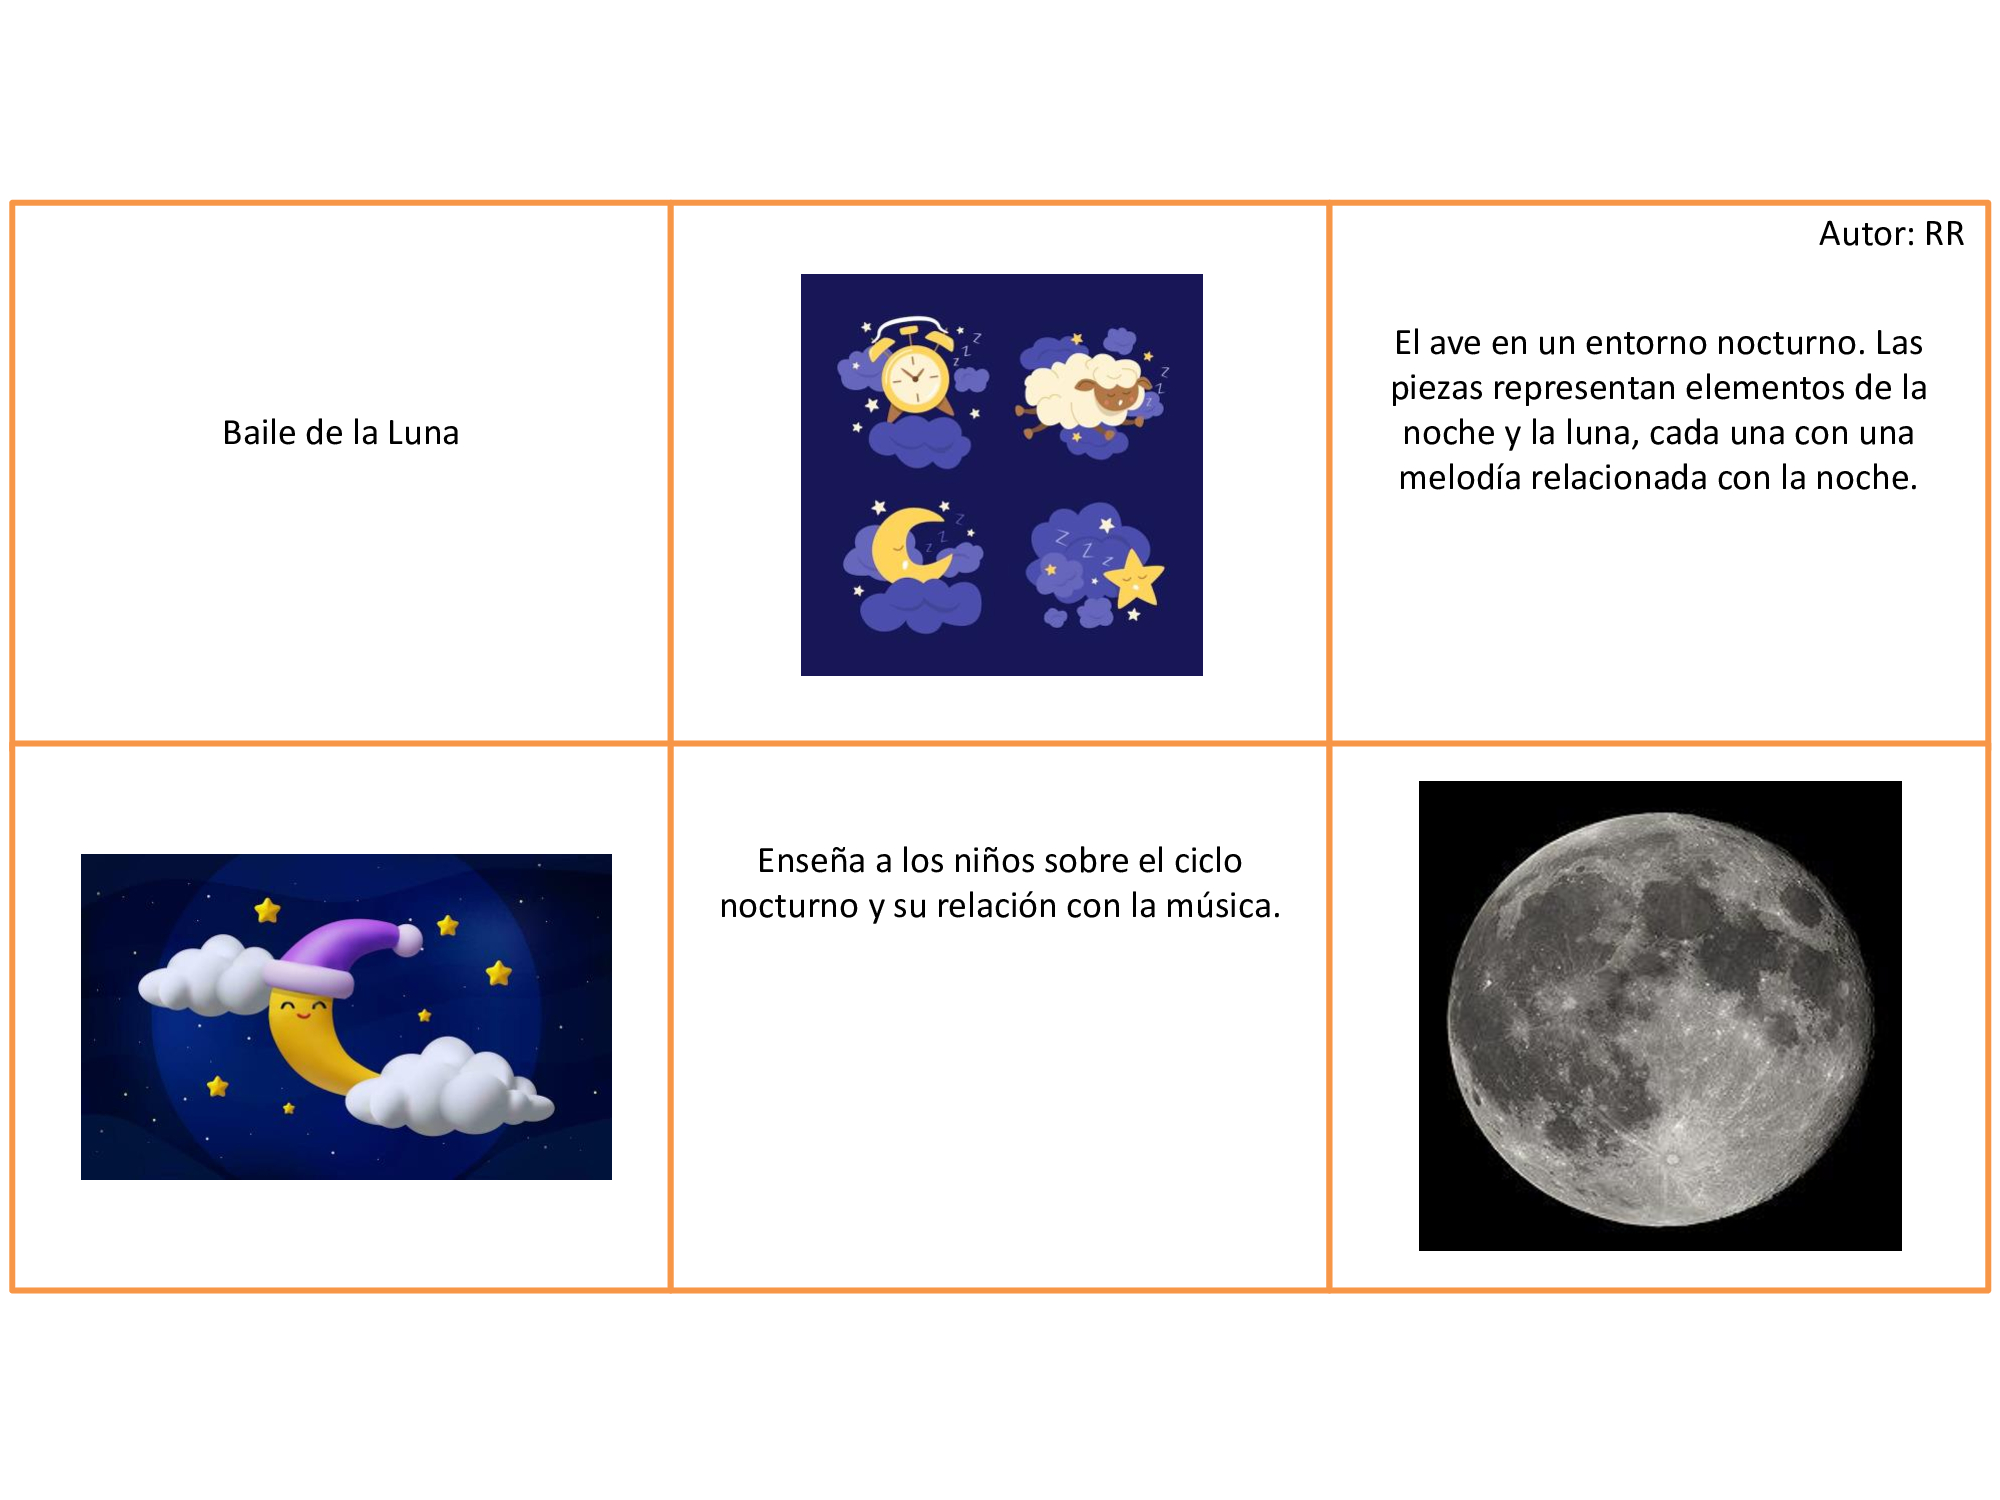 Baile de la Luna
Autor: RR
El ave en un entorno nocturno. Las
piezas representan elementos de la
noche y la luna, cada una con una
melodía relacionada con la noche.
Enseña a los niños sobre el ciclo
nocturno y su relación con la música.